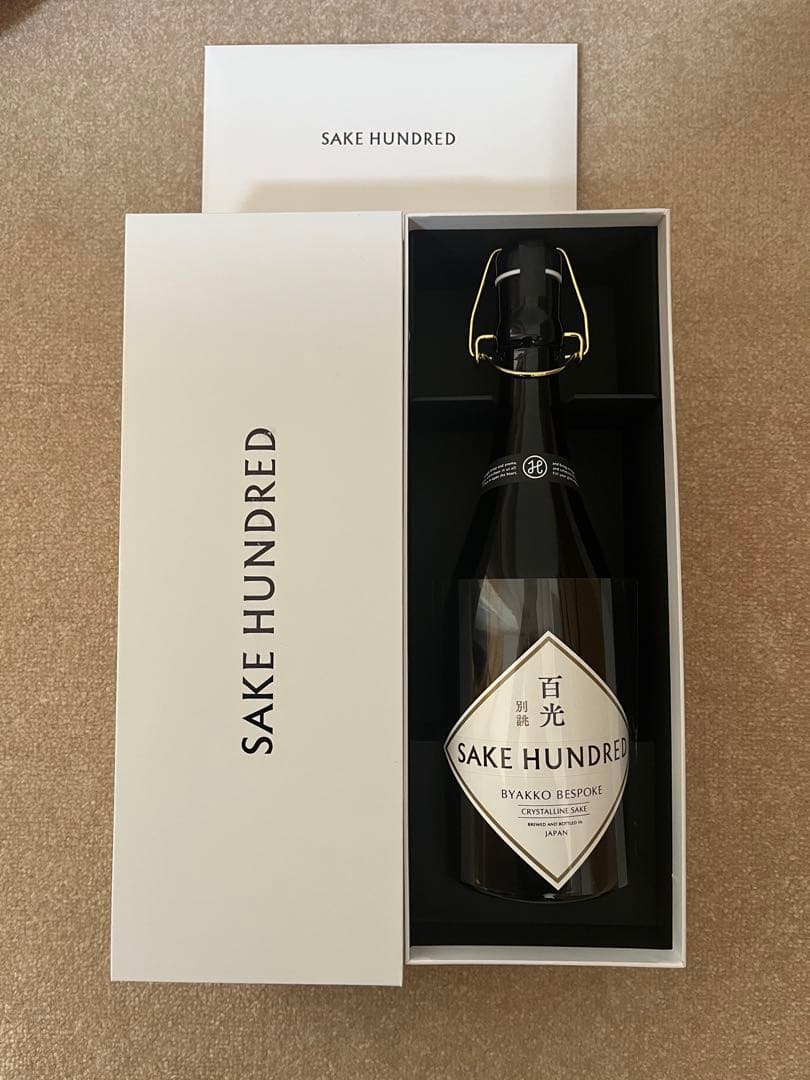 SAKE HUNDRED
SAKE HUNDRED
百光
別誂
SAKE HUNDRED
BYAKKO BESPOKE
CRYSTALLINE SAKE
BREWED AND BOTTLED IN
JAPAN